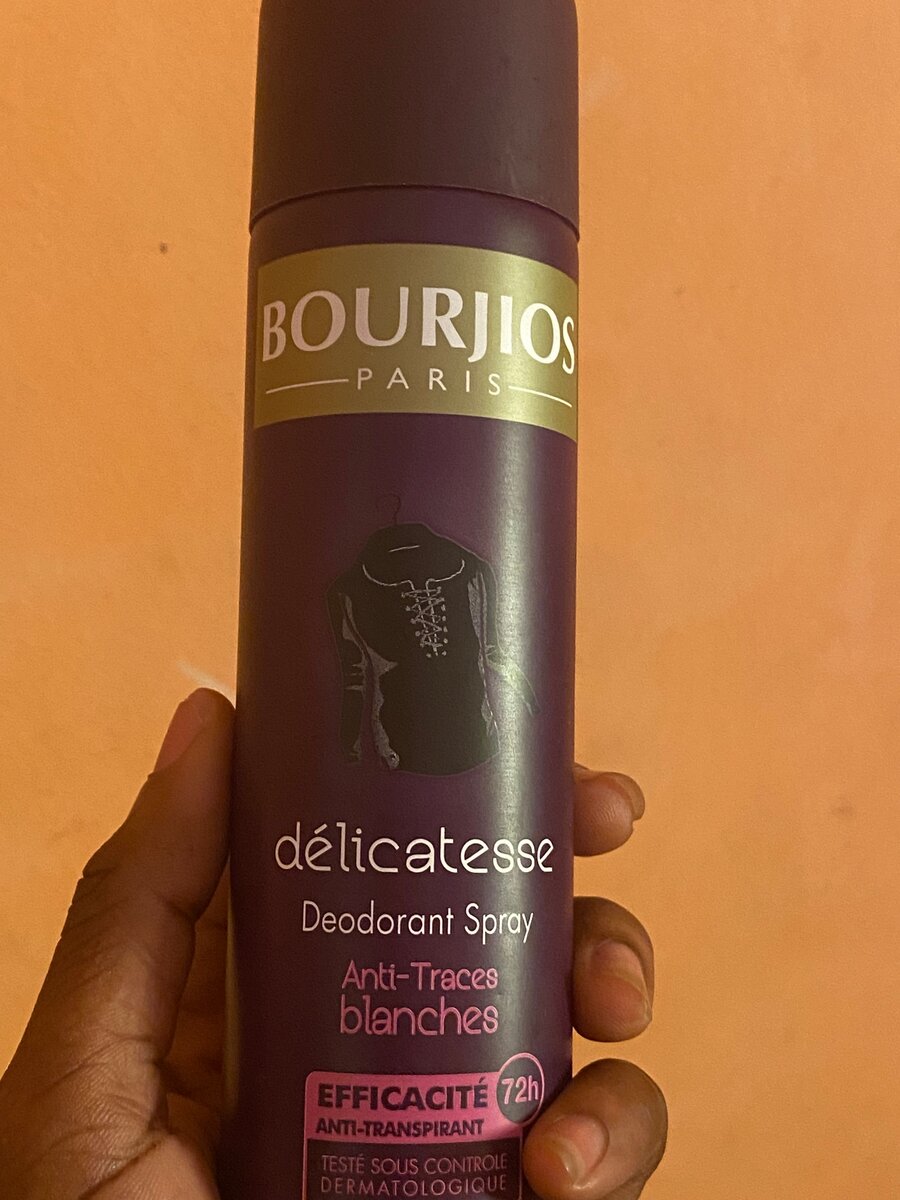 BOURJIOS
PARIS
délicatesse
Deodorant Spray
Anti-Traces
blanches
EFFICACITÉ 72h
ANTI-TRANSPIRANT
TESTÉ SOUS CONTROLE
DERMATOLOGIQUE